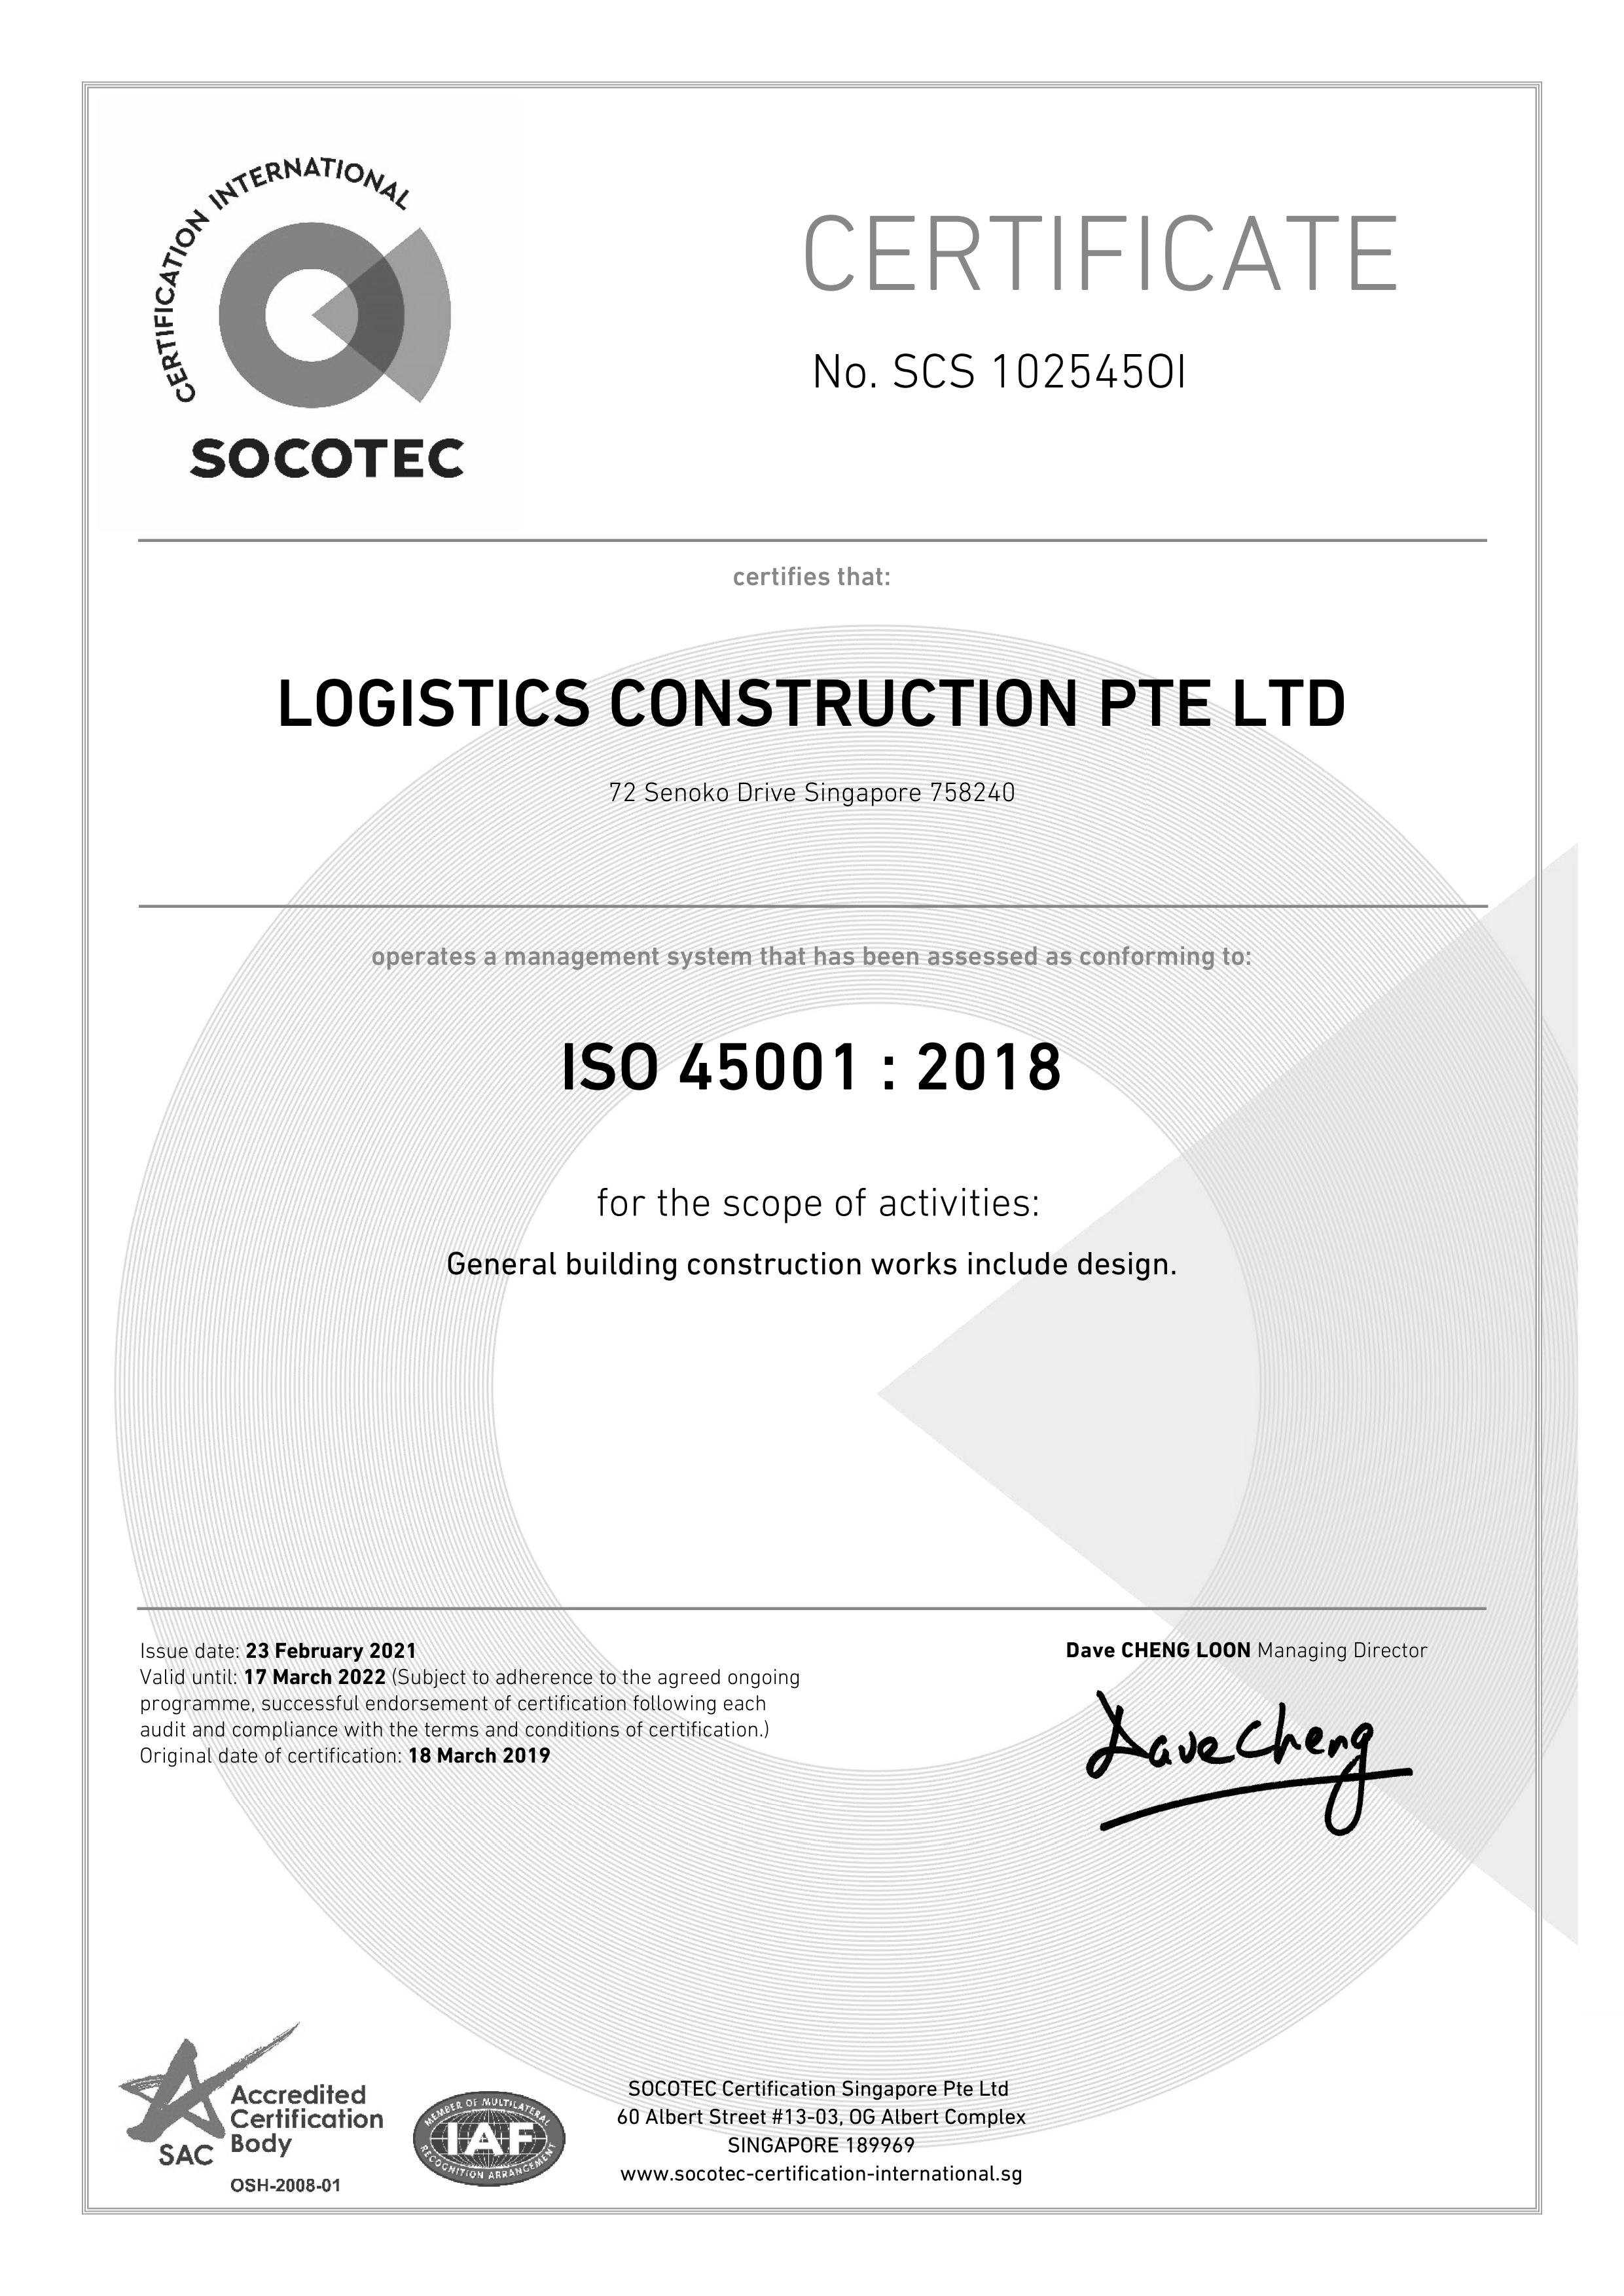 CERTIFICATION INTERNATIONAL
SOCOTEC
CERTIFICATE
No. SCS 102545OI
certifies that:
LOGISTICS CONSTRUCTION PTE LTD
72 Senoko Drive Singapore 758240
operates a management system that has been assessed as conforming to:
ISO 45001 : 2018
for the scope of activities:
General building construction works include design.
Issue date: 23 February 2021
Valid until: 17 March 2022 (Subject to adherence to the agreed ongoing
programme, successful endorsement of certification following each
audit and compliance with the terms and conditions of certification.)
Original date of certification: 18 March 2019
Dave CHENG LOON Managing Director
Dave Cheng
SAC
Accredited
Certification
Body
OSH-2008-01
MEMBER OF MULTILATERAL
IAF
RECOGNITION ARRANGEMENT
SOCOTEC Certification Singapore Pte Ltd
60 Albert Street #13-03, OG Albert Complex
SINGAPORE 189969
www.socotec-certification-international.sg